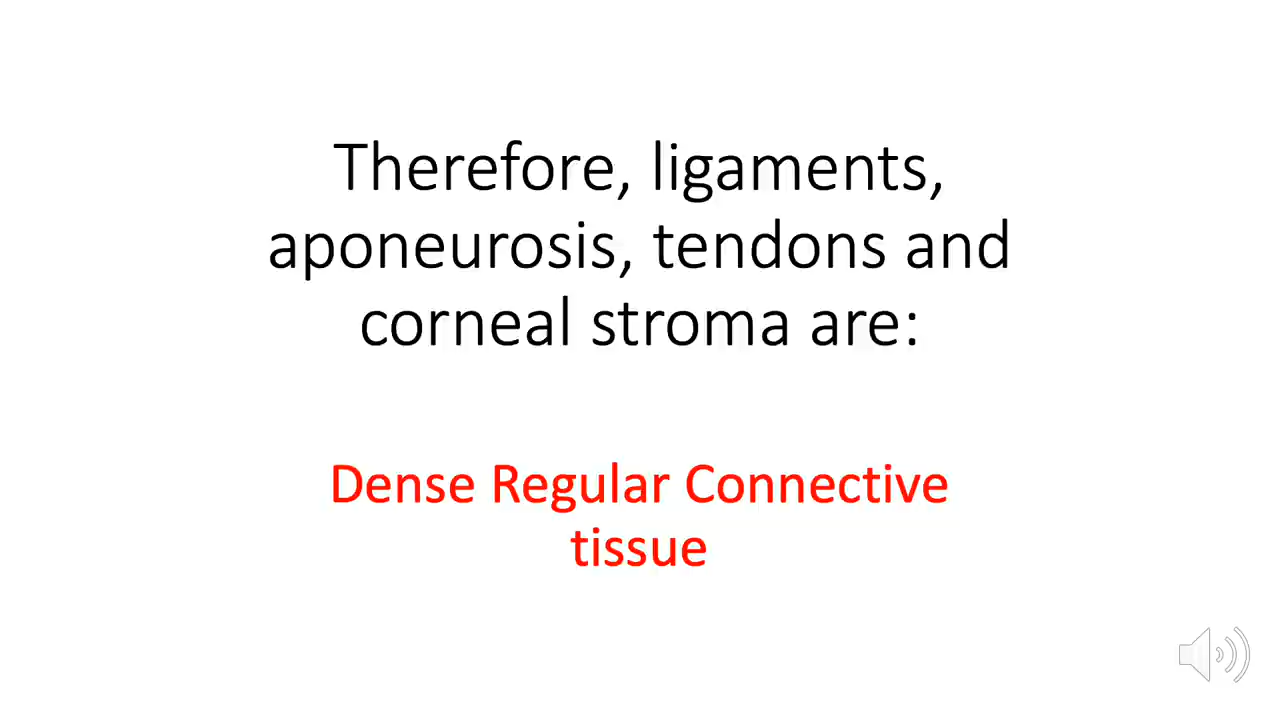 Therefore, ligaments,
aponeurosis, tendons and
corneal stroma are:
Dense Regular Connective
tissue